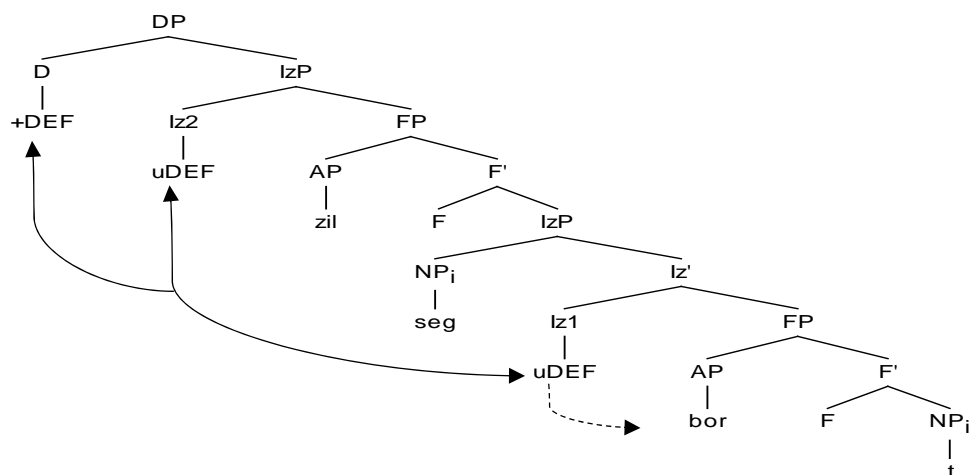 DP
D IzP
+DEF Iz2 FP
uDEF AP F'
zil F IzP
NPi Iz'
seg Iz1 FP
uDEF AP F'
bor F NPi
t